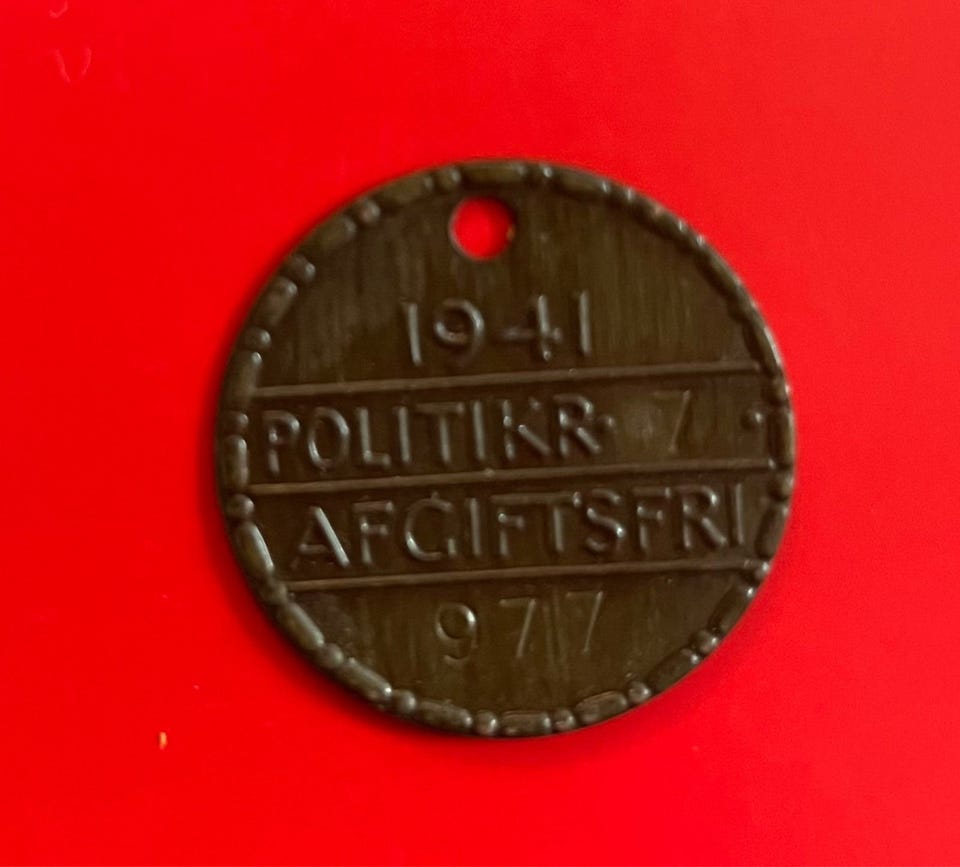 1941
POLITIKR. 7.
AFGIFTSFRI
977